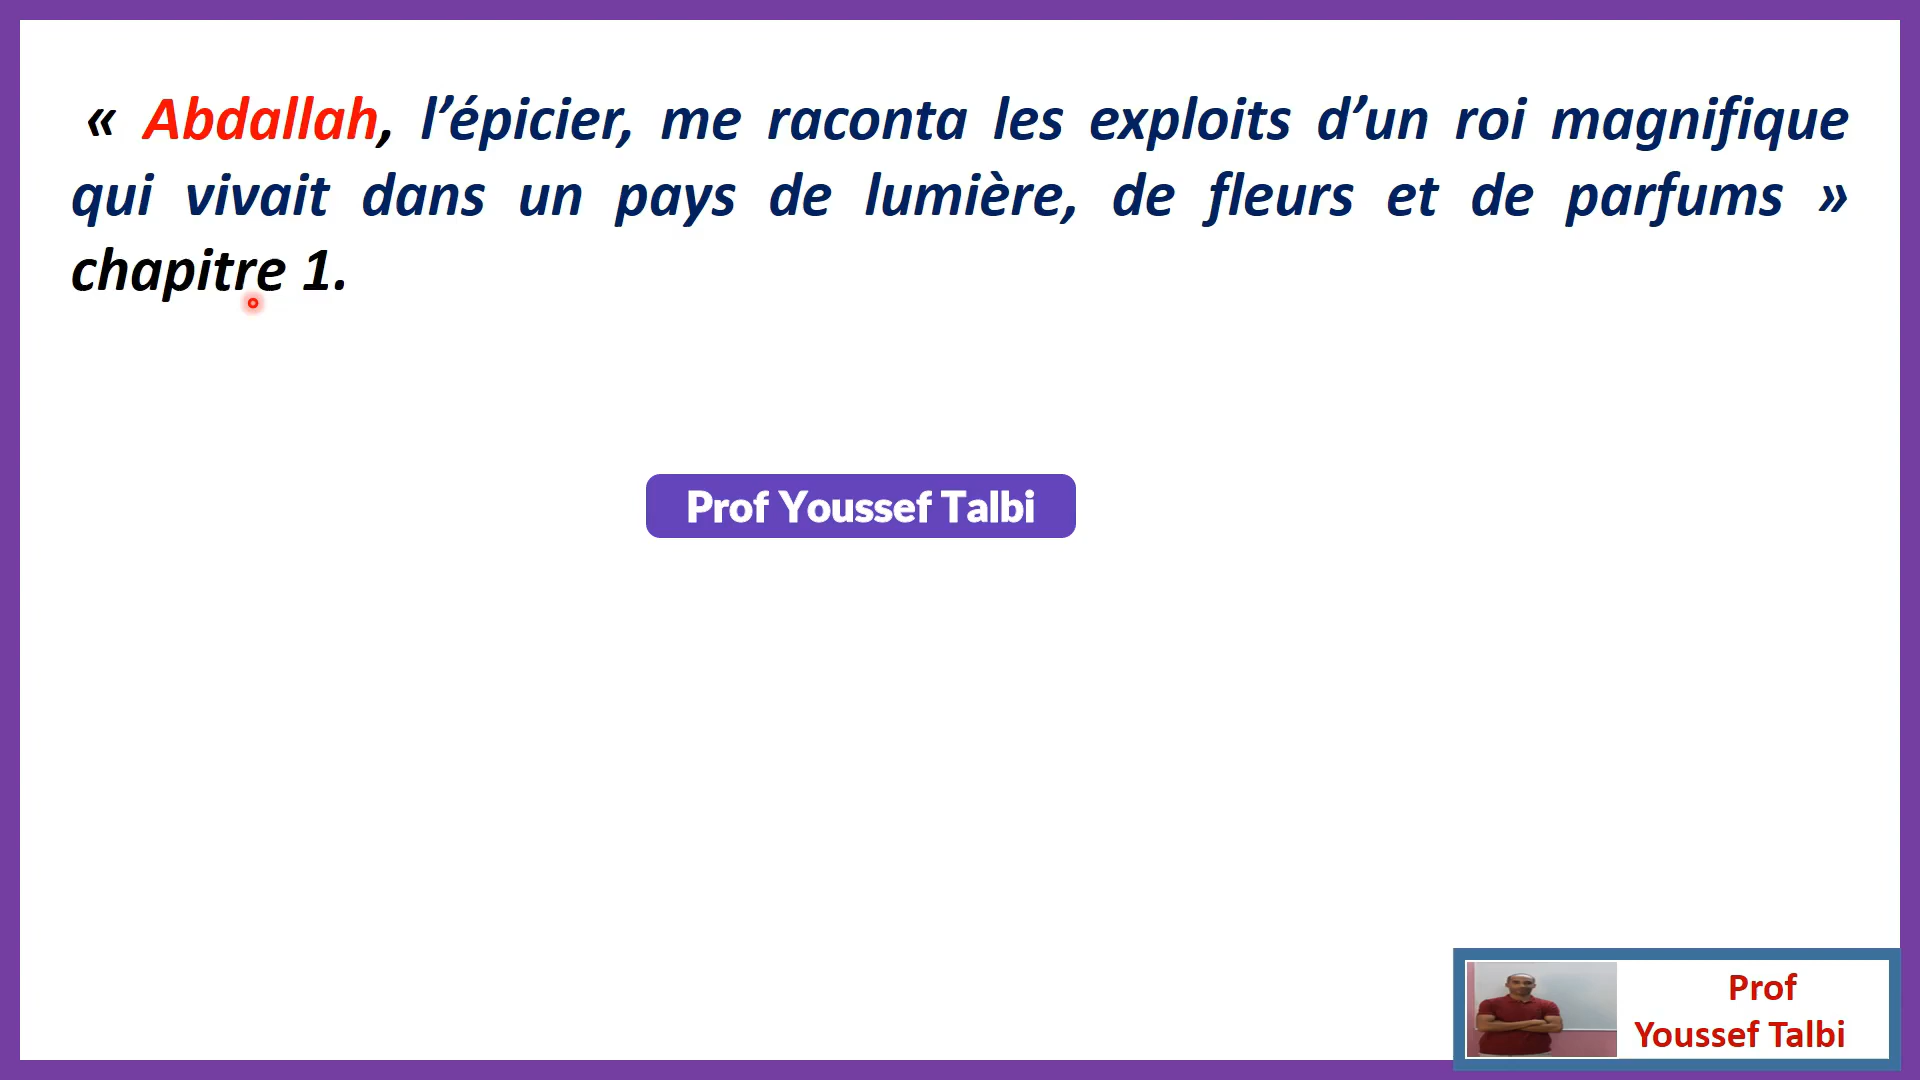 « Abdallah, l’épicier, me raconta les exploits d’un roi magnifique
qui vivait dans un pays de lumière, de fleurs et de parfums »
chapitre 1.
Prof Youssef Talbi
Prof
Youssef Talbi